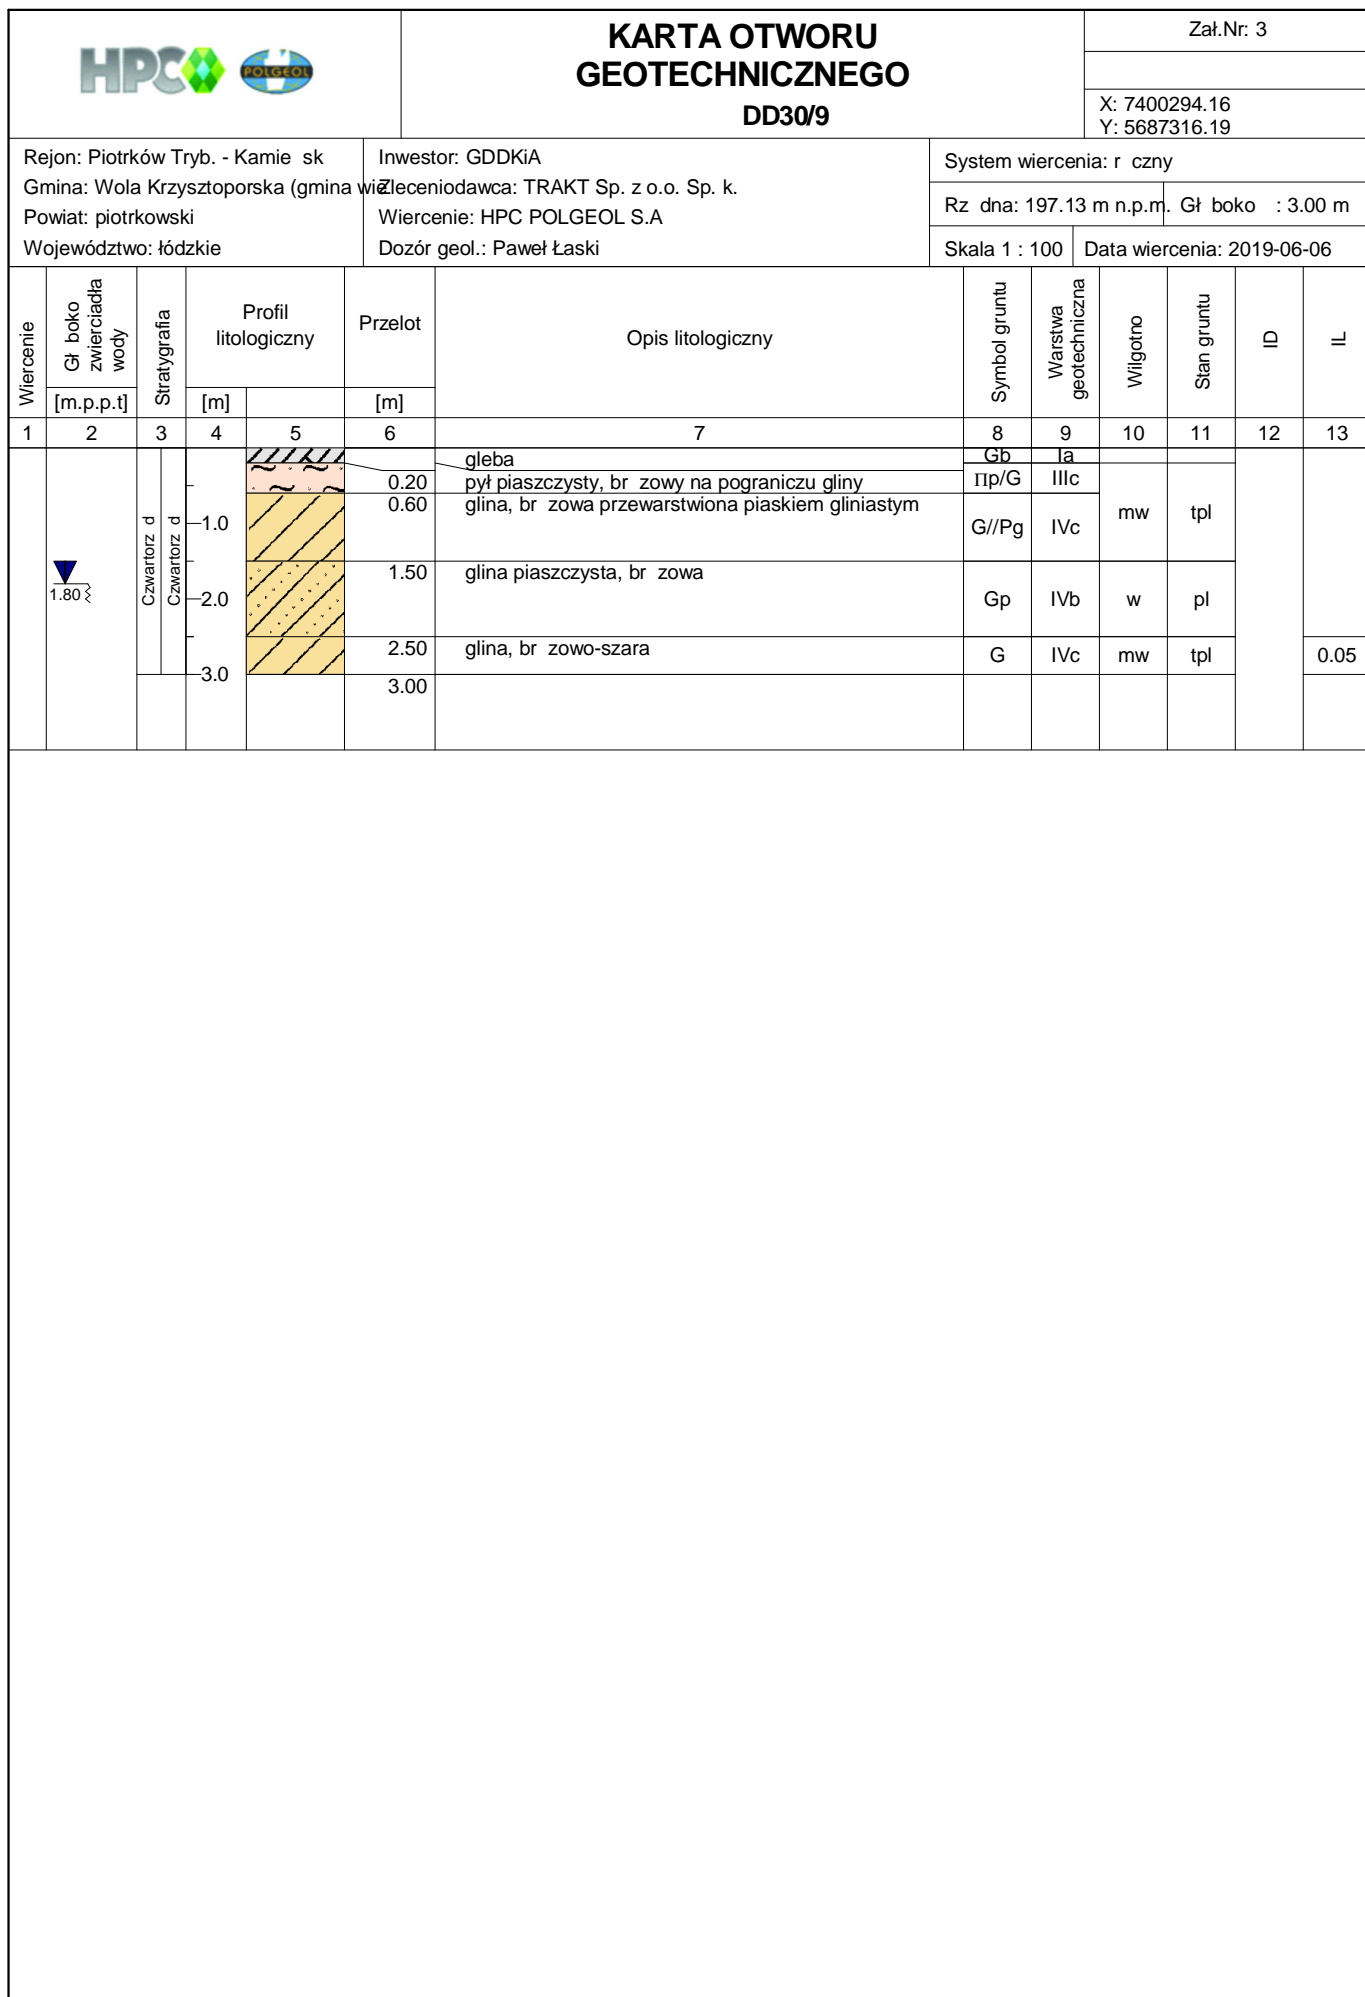 HPC POLGEOL
KARTA OTWORU
GEOTECHNICZNEGO
DD30/9
Zał.Nr: 3
X: 7400294.16
Y: 5687316.19
Rejon: Piotrków Tryb. - Kamie sk
Gmina: Wola Krzysztoporska (gmina wie
Powiat: piotrkowski
Województwo: łódzkie
Inwestor: GDDKiA
Zleceniodawca: TRAKT Sp. z o.o. Sp. k.
Wiercenie: HPC POLGEOL S.A
Dozór geol.: Paweł Łaski
System wiercenia: r czny
Rz dna: 197.13 m n.p.m. Gł boko : 3.00 m
Skala 1 : 100 Data wiercenia: 2019-06-06
Wiercenie
Gł boko
zwierciadła
wody
[m.p.p.t]
Stratygrafia
Profil
litologiczny
[m]
Przelot
[m]
Opis litologiczny
Symbol gruntu
Warstwa
geotechniczna
Wilgotno
Stan gruntu
ID
IL
1 2 3 4 5 6 7 8 9 10 11 12 13
gleba Gb Ia
0.20 pył piaszczysty, br zowy na pograniczu gliny Πp/G IIIc
0.60 glina, br zowa przewarstwiona piaskiem gliniastym G//Pg IVc mw tpl
1.0
1.50 glina piaszczysta, br zowa Gp IVb w pl
1.80
Czwartorz d
Czwartorz d
2.0
2.50 glina, br zowo-szara G IVc mw tpl 0.05
3.0
3.00